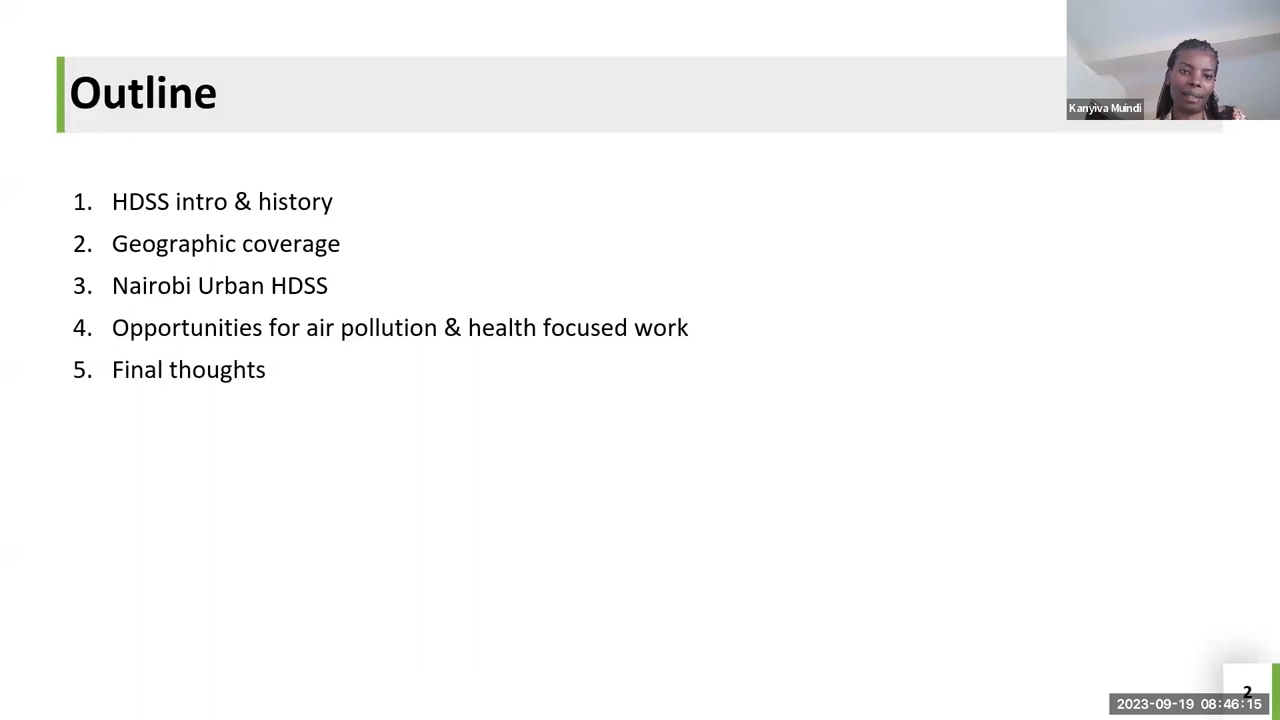 Outline
Kanyiva Muindi
1. HDSS intro & history
2. Geographic coverage
3. Nairobi Urban HDSS
4. Opportunities for air pollution & health focused work
5. Final thoughts
2
2023-09-19 08:46:15